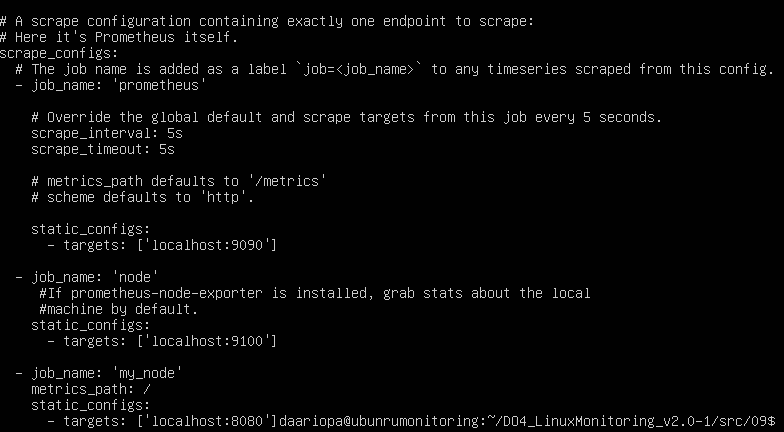 # A scrape configuration containing exactly one endpoint to scrape:
# Here it's Prometheus itself.
scrape_configs:
  # The job name is added as a label `job=<job_name>` to any timeseries scraped from this config.
  - job_name: 'prometheus'

    # Override the global default and scrape targets from this job every 5 seconds.
    scrape_interval: 5s
    scrape_timeout: 5s

    # metrics_path defaults to '/metrics'
    # scheme defaults to 'http'.

    static_configs:
      - targets: ['localhost:9090']

  - job_name: 'node'
     #If prometheus-node-exporter is installed, grab stats about the local
     #machine by default.
    static_configs:
      - targets: ['localhost:9100']

  - job_name: 'my_node'
    metrics_path: /
    static_configs:
      - targets: ['localhost:8080']daariopa@ubunrumonitoring:~/DO4_LinuxMonitoring_v2.0-1/src/09$